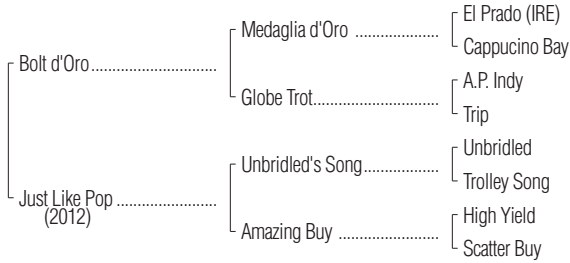 El Prado (IRE)
Medaglia d'Oro ..................
Cappucino Bay
Bolt d'Oro...........................
A.P. Indy
Globe Trot...........................
Trip
Unbridled
Unbridled's Song................
Trolley Song
Just Like Pop .....................
(2012)
High Yield
Amazing Buy .....................
Scatter Buy